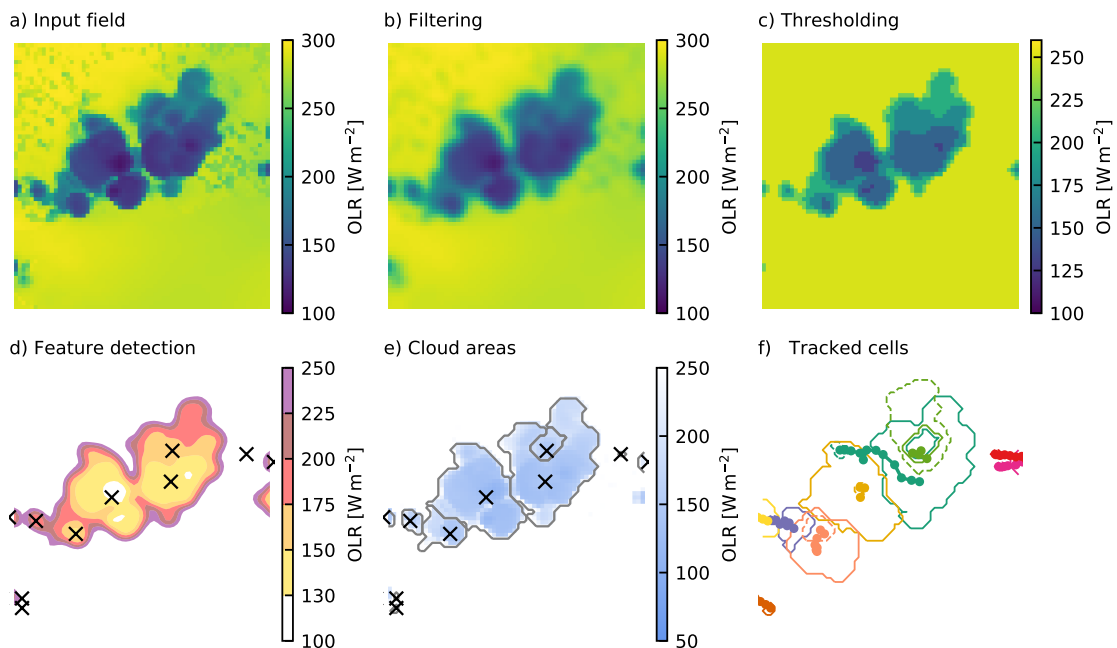 a) Input field
300
250
200
150
100
OLR [W m−2]
b) Filtering
300
250
200
150
100
OLR [W m−2]
c) Thresholding
250
225
200
175
150
125
100
OLR [W m−2]
d) Feature detection
250
225
200
175
150
130
100
OLR [W m−2]
e) Cloud areas
250
200
150
100
50
OLR [W m−2]
f) Tracked cells